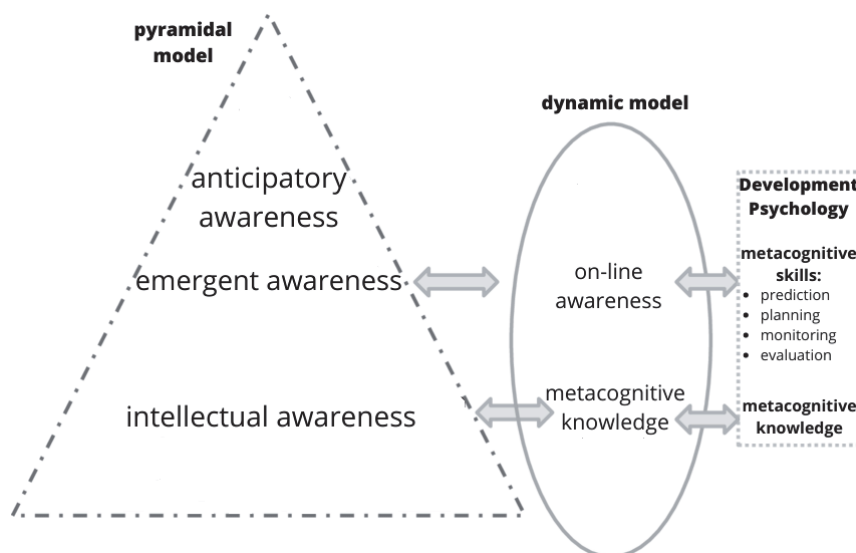 pyramidal
model
anticipatory
awareness
emergent awareness
intellectual awareness
dynamic model
on-line
awareness
metacognitive
knowledge
Development
Psychology
metacognitive
skills:
• prediction
• planning
• monitoring
• evaluation
metacognitive
knowledge